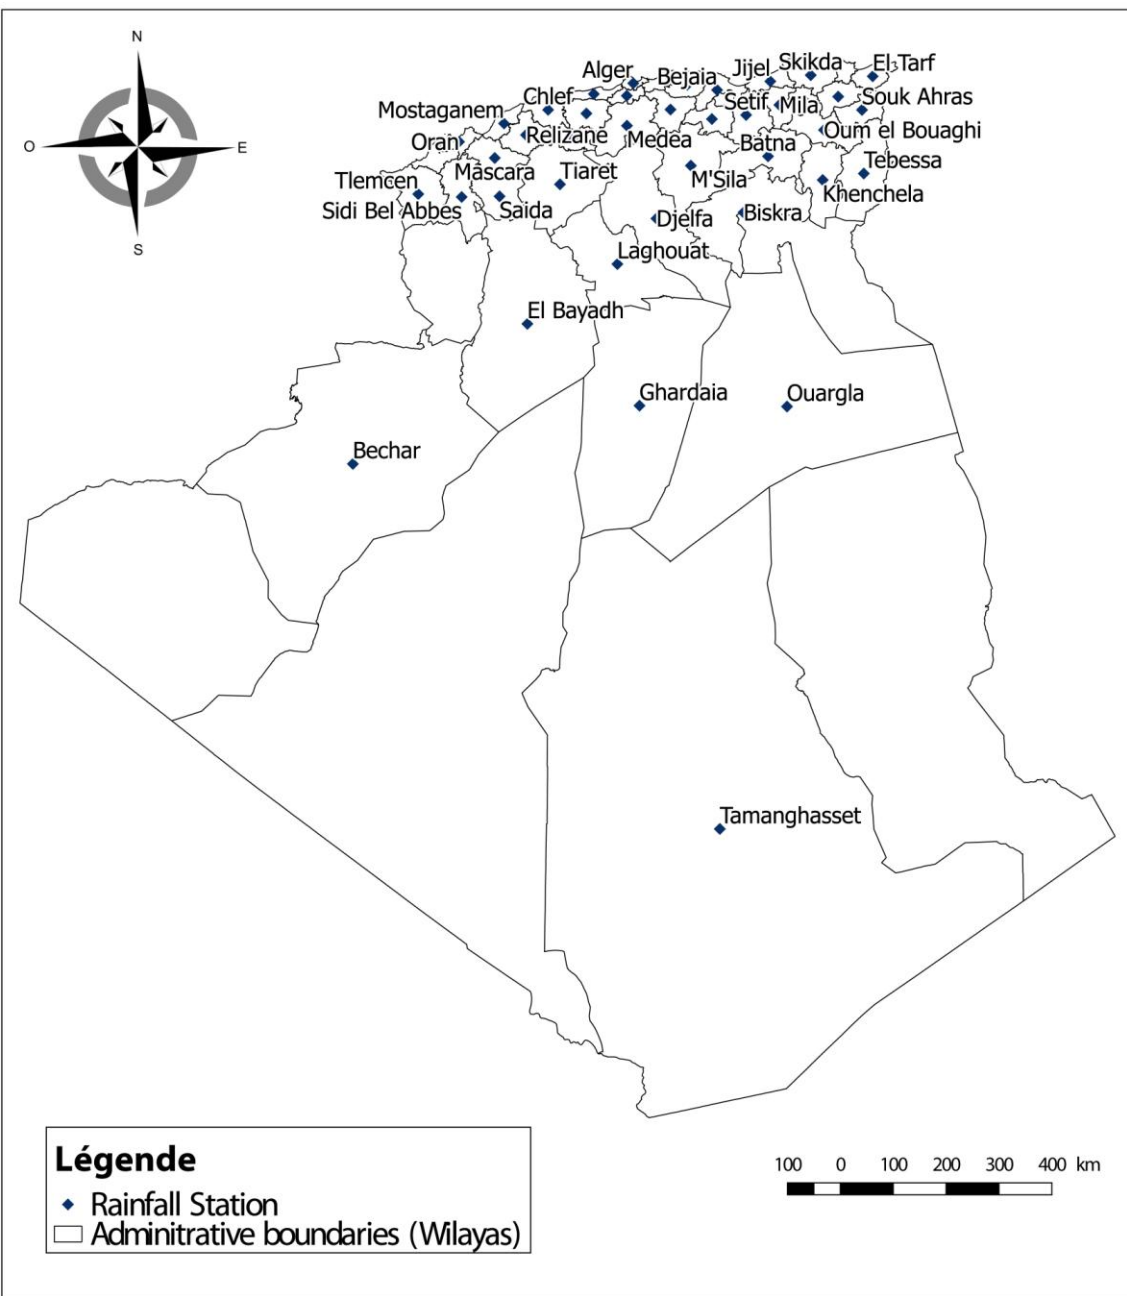 N
O
E
S
Alger
Bejaia
Jijel
Skikda
El Tarf
Mostaganem
Chlef
Setif
Mila
Souk Ahras
Oran
Relizane
Medea
Batna
Oum el Bouaghi
Tlemcen
Mascara
Tiaret
M'Sila
Tebessa
Khenchela
Sidi Bel Abbes
Saida
Djelfa
Biskra
Laghouat
El Bayadh
Ghardaia
Ouargla
Bechar
Tamanghasset
Légende
Rainfall Station
Adminitrative boundaries (Wilayas)
100 0 100 200 300 400 km